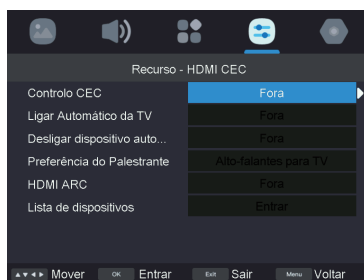 Recurso - HDMI CEC
Controlo CEC Fora
Ligar Automático da TV Fora
Desligar dispositivo auto... Fora
Preferência do Palestrante Alto-falantes para TV
HDMI ARC Fora
Lista de dispositivos Entrar
Mover OK Entrar Exit Sair Menu Voltar